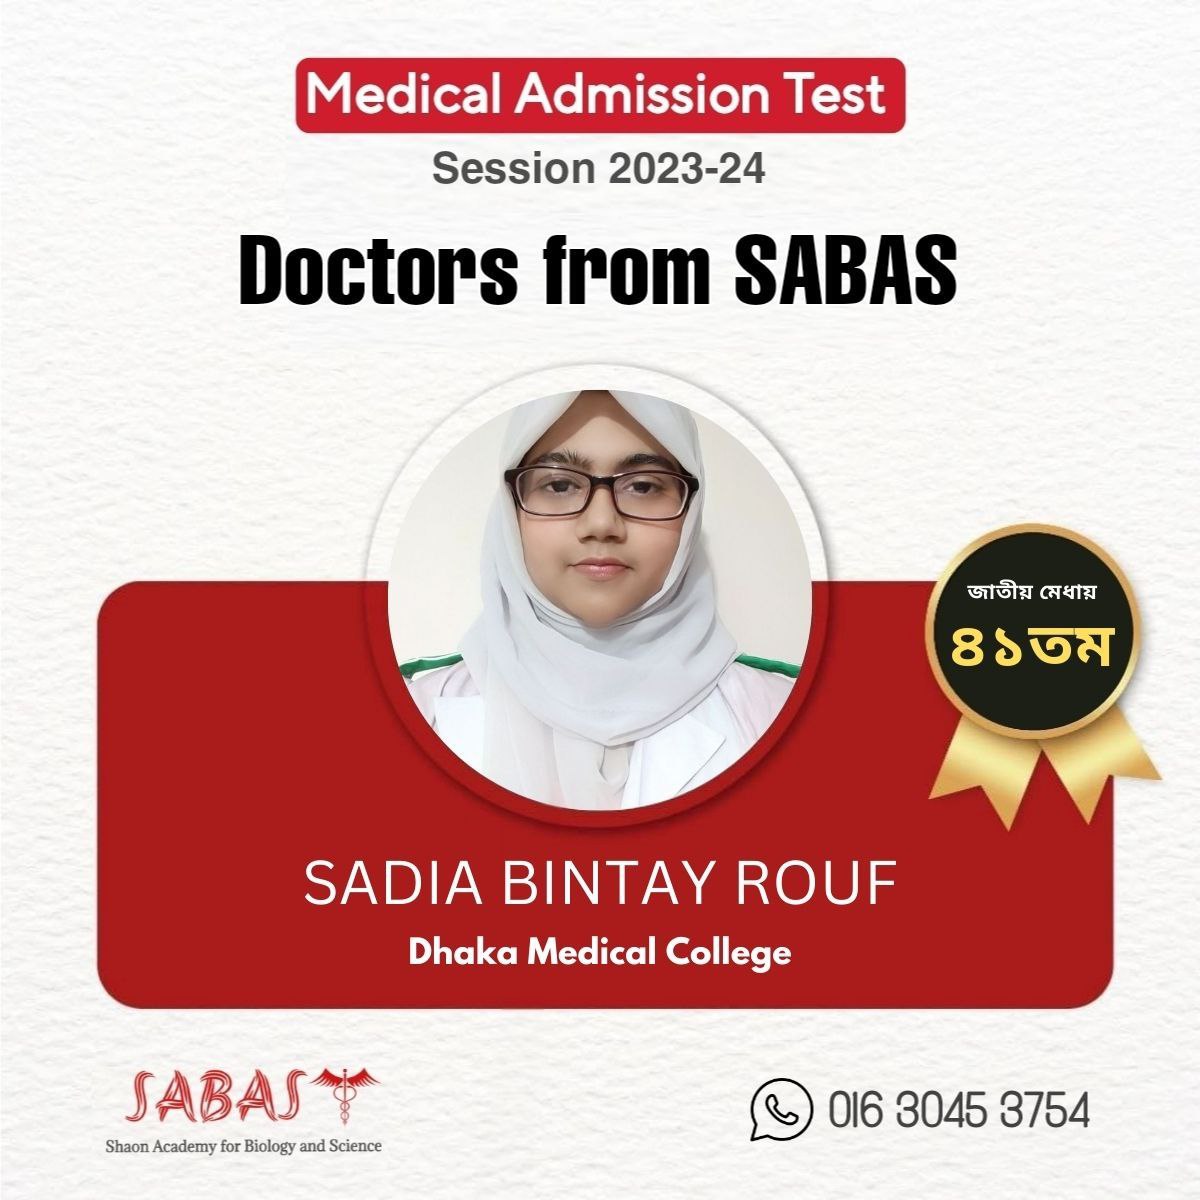 Medical Admission Test
Session 2023-24
Doctors from SABAS
জাতীয় মেধায়
৪১তম
SADIA BINTAY ROUF
Dhaka Medical College
SABAS
Shaon Academy for Biology and Science
016 3045 3754